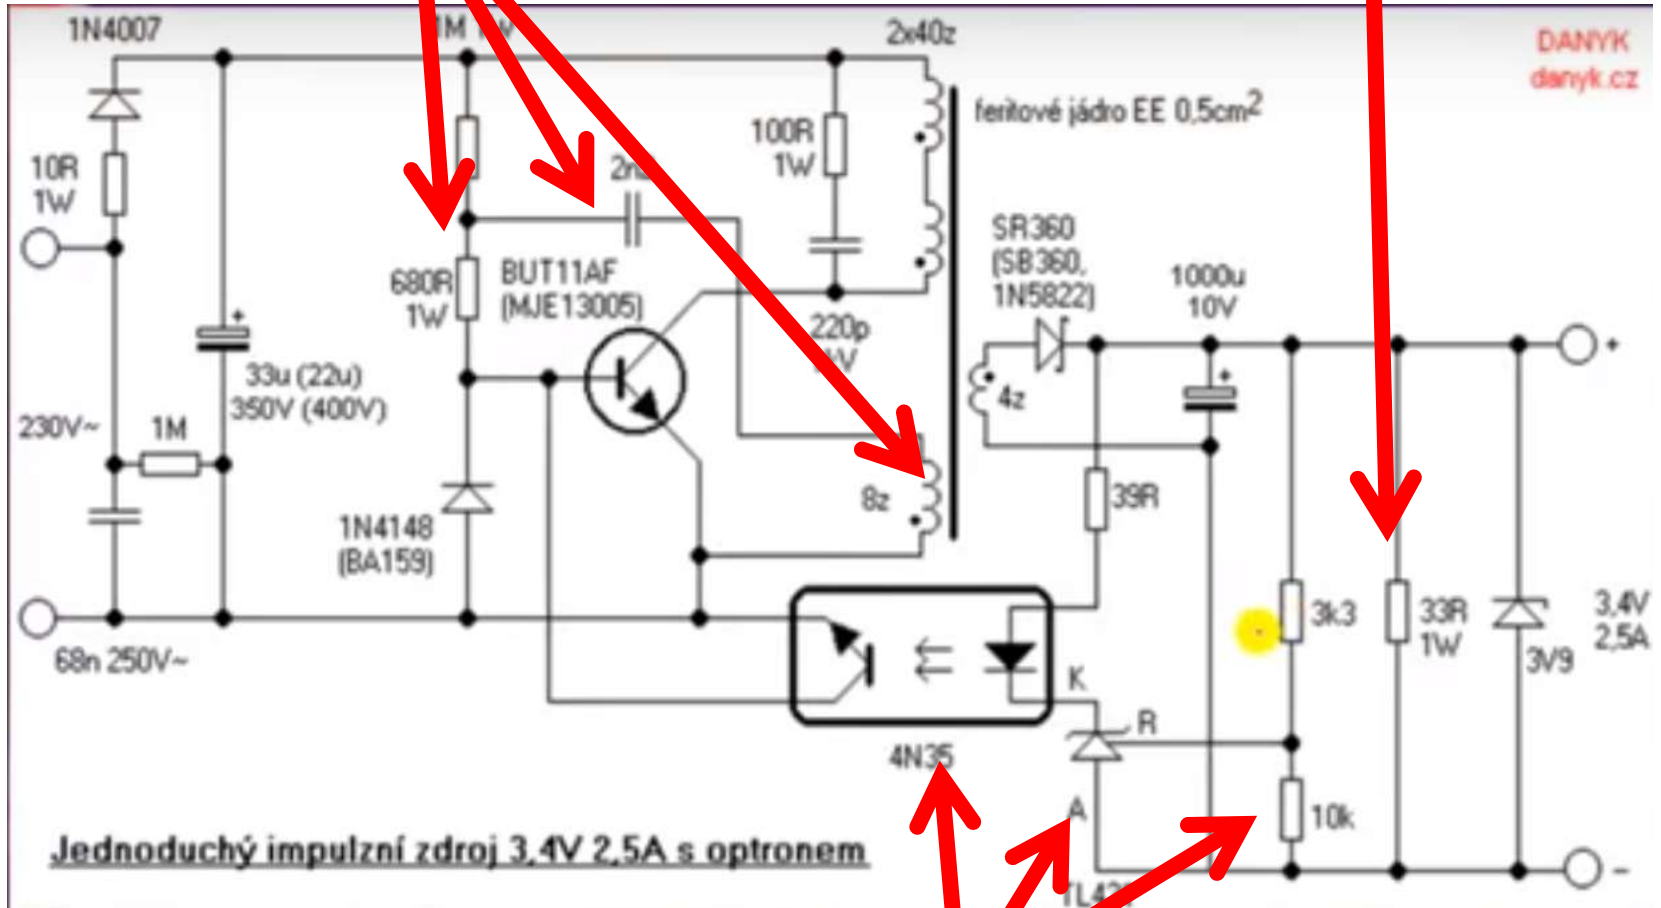 1N4007
2x40z
DANYK
danyk.cz
feritové jádro EE 0,5cm2
100R
1W
10R
1W
SR360
(SB360,
1N5822)
BUT11AF
(MJE13005)
680R
1W
1000u
10V
220p
+
+
+
33u (22u)
350V (400V)
4z
230V~
1M
8z
39R
1N4148
(BA159)
3k3
33R
1W
3,4V
2,5A
3V9
68n 250V~
K
R
4N35
A
10k
Jednoduchý impulzní zdroj 3,4V 2,5A s optronem
-